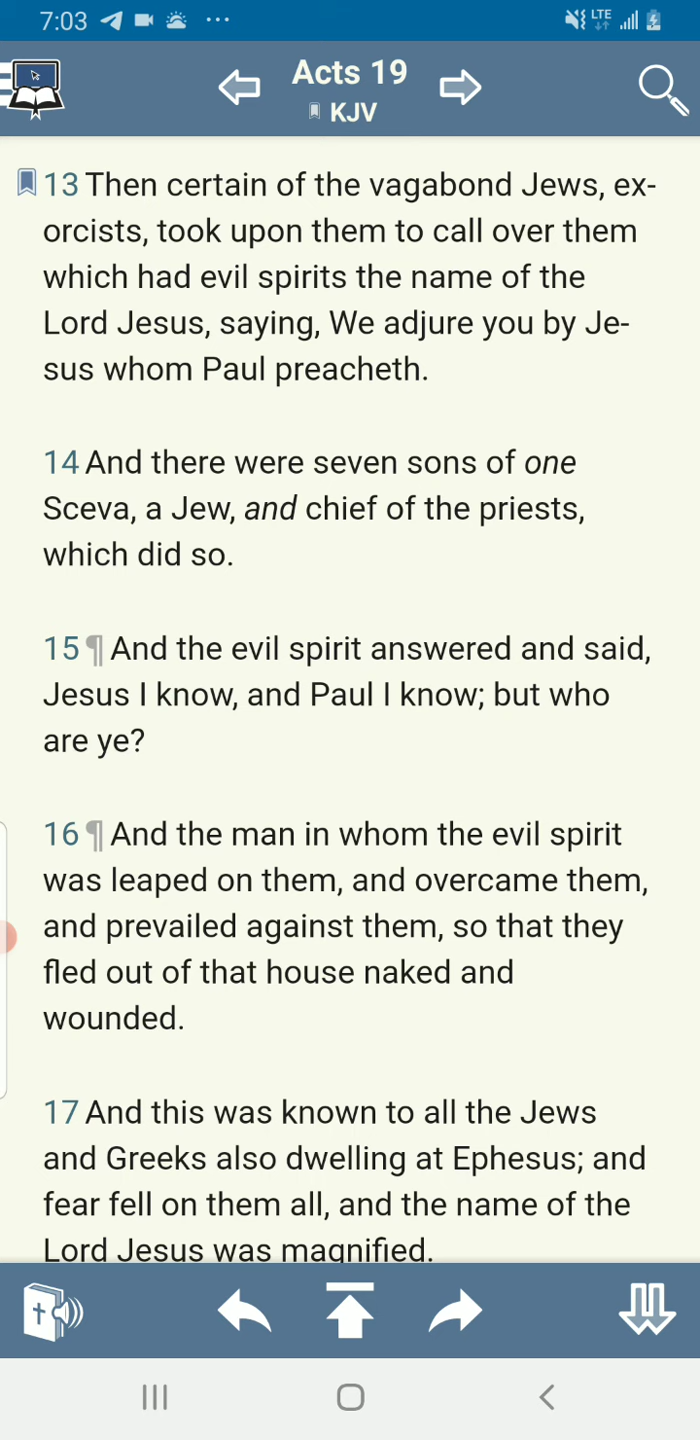 7:03 LTE
Acts 19
KJV
13 Then certain of the vagabond Jews, ex-
orcists, took upon them to call over them
which had evil spirits the name of the
Lord Jesus, saying, We adjure you by Je-
sus whom Paul preacheth.
14 And there were seven sons of one
Sceva, a Jew, and chief of the priests,
which did so.
15 ¶ And the evil spirit answered and said,
Jesus I know, and Paul I know; but who
are ye?
16 ¶ And the man in whom the evil spirit
was leaped on them, and overcame them,
and prevailed against them, so that they
fled out of that house naked and
wounded.
17 And this was known to all the Jews
and Greeks also dwelling at Ephesus; and
fear fell on them all, and the name of the
Lord Jesus was magnified.